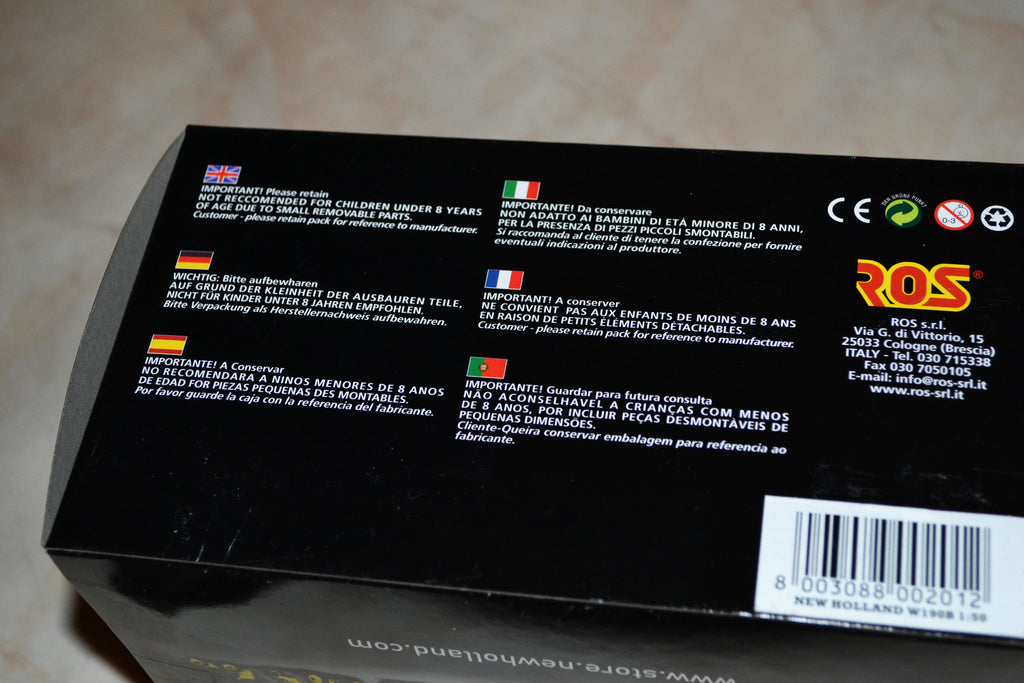 IMPORTANT! Please retain
NOT RECCOMENDED FOR CHILDREN UNDER 8 YEARS
OF AGE DUE TO SMALL REMOVABLE PARTS.
Customer - please retain pack for reference to manufacturer.
WICHTIG: Bitte aufbewharen
AUF GRUND DER KLEINHEIT DER AUSBAUREN TEILE,
NICHT FÜR KINDER UNTER 8 JAHREN EMPFOHLEN.
Bitte Verpackung als Herstellernachweis aufbewahren.
IMPORTANTE! A Conservar
NO RECOMENDARA A NINOS MENORES DE 8 ANOS
DE EDAD FOR PIEZAS PEQUENAS DES MONTABLES.
Por favor guarde la caja con la referencia del fabricante.
IMPORTANTE! Da conservare
NON ADATTO AI BAMBINI DI ETÀ MINORE DI 8 ANNI,
PER LA PRESENZA DI PEZZI PICCOLI SMONTABILI.
Si raccomanda al cliente di tenere la confezione per fornire
eventuali indicazioni al produttore.
IMPORTANT! A conserver
NE CONVIENT PAS AUX ENFANTS DE MOINS DE 8 ANS
EN RAISON DE PETITS ÉLÉMENTS DÉTACHABLES.
Customer - please retain pack for reference to manufacturer.
IMPORTANTE! Guardar para futura consulta
NÃO ACONSELHAVEL A CRIANÇAS COM MENOS
DE 8 ANOS, POR INCLUIR PEÇAS DESMONTÁVEIS DE
PEQUENAS DIMENSÕES.
Cliente-Queira conservar embalagem para referencia ao
fabricante.
CE
DER GRÜNE PUNKT
0-3
ROS®
ROS s.r.l.
Via G. di Vittorio, 15
25033 Cologne (Brescia)
ITALY - Tel. 030 715338
Fax 030 7050105
E-mail: info@ros-srl.it
www.ros-srl.it
8 003088 002012
NEW HOLLAND W190B 1:50
www.store.newholland.com